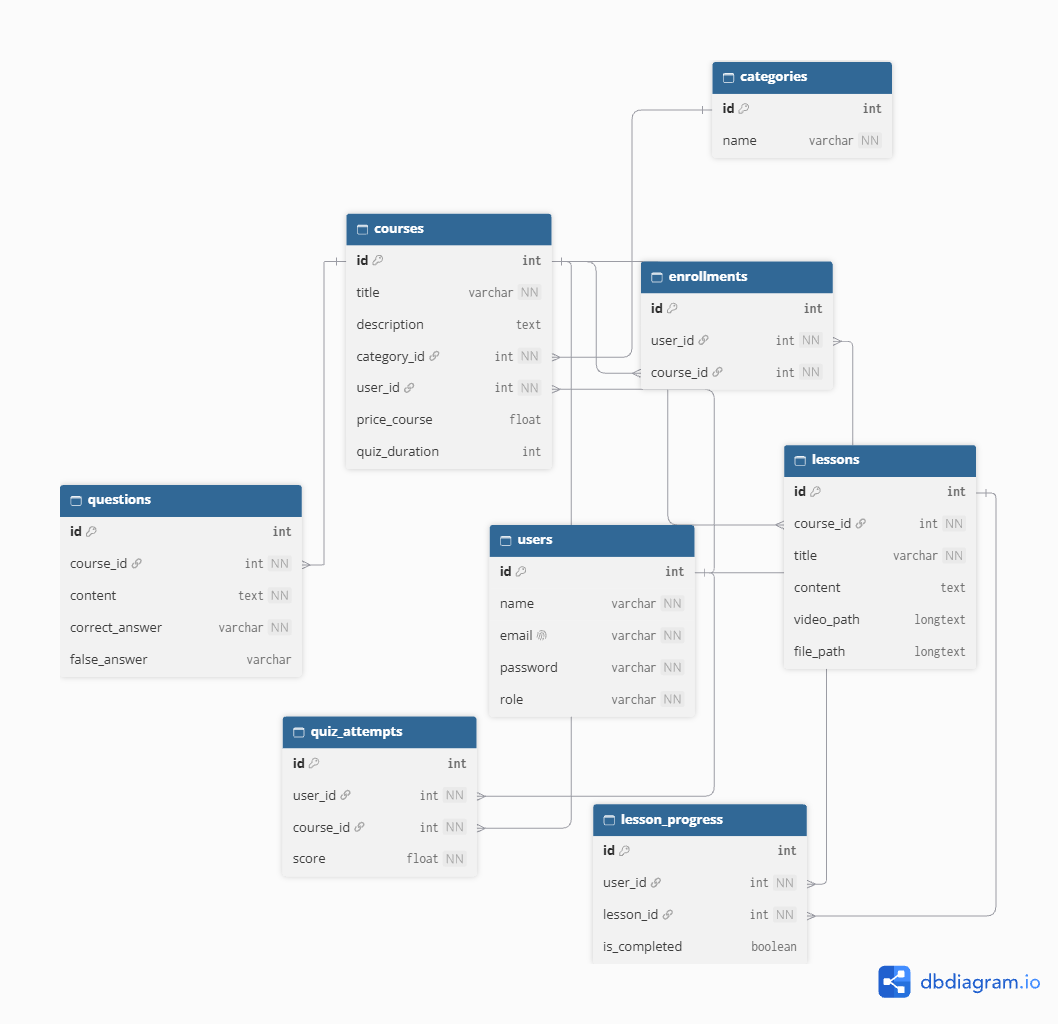 categories
id int
name varchar NN
courses
id int
title varchar NN
description text
category_id int NN
user_id int NN
price_course float
quiz_duration int
enrollments
id int
user_id int NN
course_id int NN
lessons
id int
course_id int NN
title varchar NN
content text
video_path longtext
file_path longtext
questions
id int
course_id int NN
content text NN
correct_answer varchar NN
false_answer varchar
users
id int
name varchar NN
email varchar NN
password varchar NN
role varchar NN
quiz_attempts
id int
user_id int NN
course_id int NN
score float NN
lesson_progress
id int
user_id int NN
lesson_id int NN
is_completed boolean
dbdiagram.io